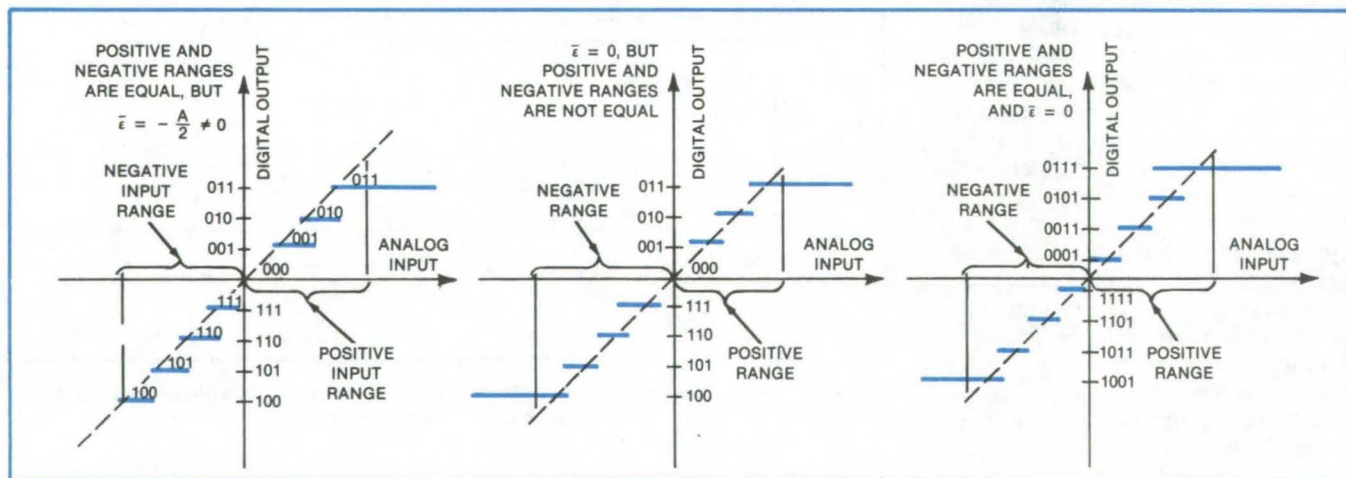 POSITIVE AND
NEGATIVE RANGES
ARE EQUAL, BUT
ε̄ = − A/2 ≠ 0
DIGITAL OUTPUT
NEGATIVE
INPUT
RANGE
011
010
001
011
010
001
000
ANALOG
INPUT
111
110
101
100
111
110
101
100
POSITIVE
INPUT
RANGE
ε̄ = 0, BUT
POSITIVE AND
NEGATIVE RANGES
ARE NOT EQUAL
DIGITAL OUTPUT
NEGATIVE
RANGE
011
010
001
000
ANALOG
INPUT
111
110
101
100
POSITIVE
RANGE
POSITIVE AND
NEGATIVE RANGES
ARE EQUAL,
AND ε̄ = 0
DIGITAL OUTPUT
NEGATIVE
RANGE
0111
0101
0011
0001
ANALOG
INPUT
1111
1101
1011
1001
POSITIVE
RANGE